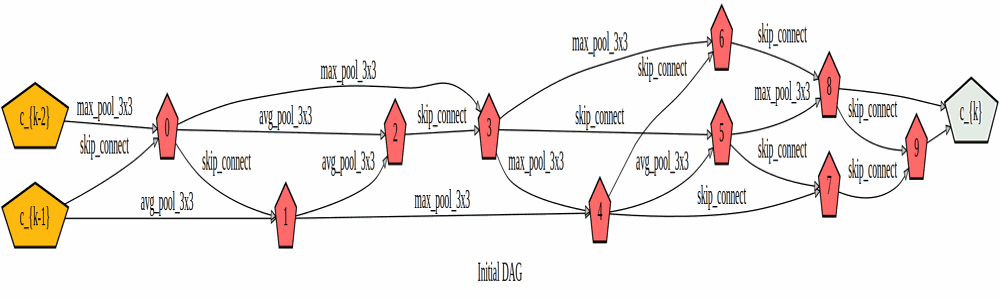 c_{k-2}
c_{k-1}
max_pool_3x3
skip_connect
avg_pool_3x3
0
skip_connect
1
max_pool_3x3
avg_pool_3x3
avg_pool_3x3
max_pool_3x3
2
skip_connect
3
max_pool_3x3
skip_connect
max_pool_3x3
4
skip_connect
avg_pool_3x3
skip_connect
6
5
skip_connect
max_pool_3x3
skip_connect
8
7
skip_connect
skip_connect
9
c_{k}
Initial DAG